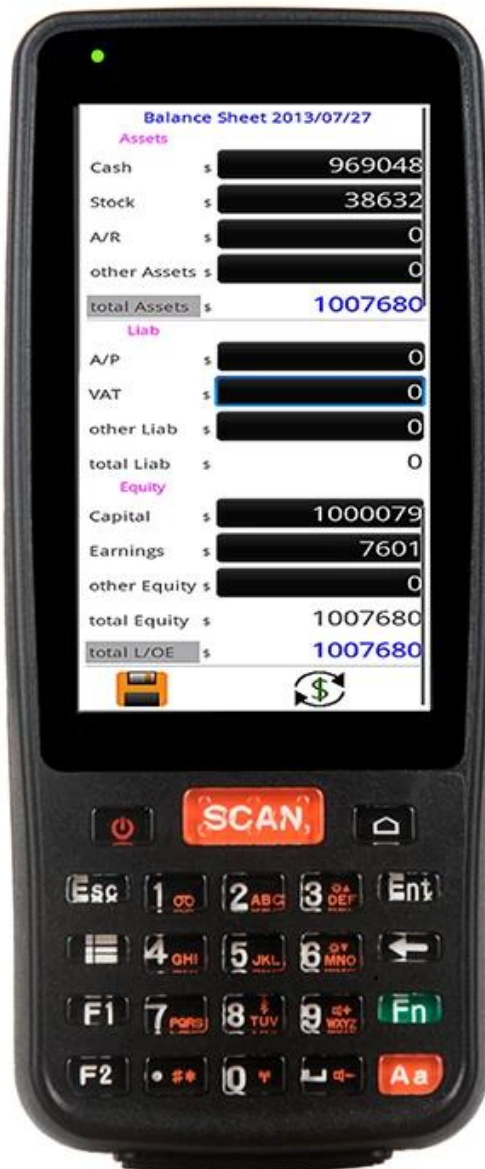 Balance Sheet 2013/07/27
Assets
Cash $ 969048
Stock $ 38632
A/R $ 0
other Assets $ 0
total Assets $ 1007680
Liab
A/P $ 0
VAT $ 0
other Liab $ 0
total Liab $ 0
Equity
Capital $ 1000079
Earnings $ 7601
other Equity $ 0
total Equity $ 1007680
total L/OE $ 1007680
$
SCAN
Esc 1 2 ABC 3 DEF Ent
4 GHI 5 JKL 6 MNO
F1 7 PQRS 8 TUV 9 WXYZ Fn
F2 . #* 0 Aa